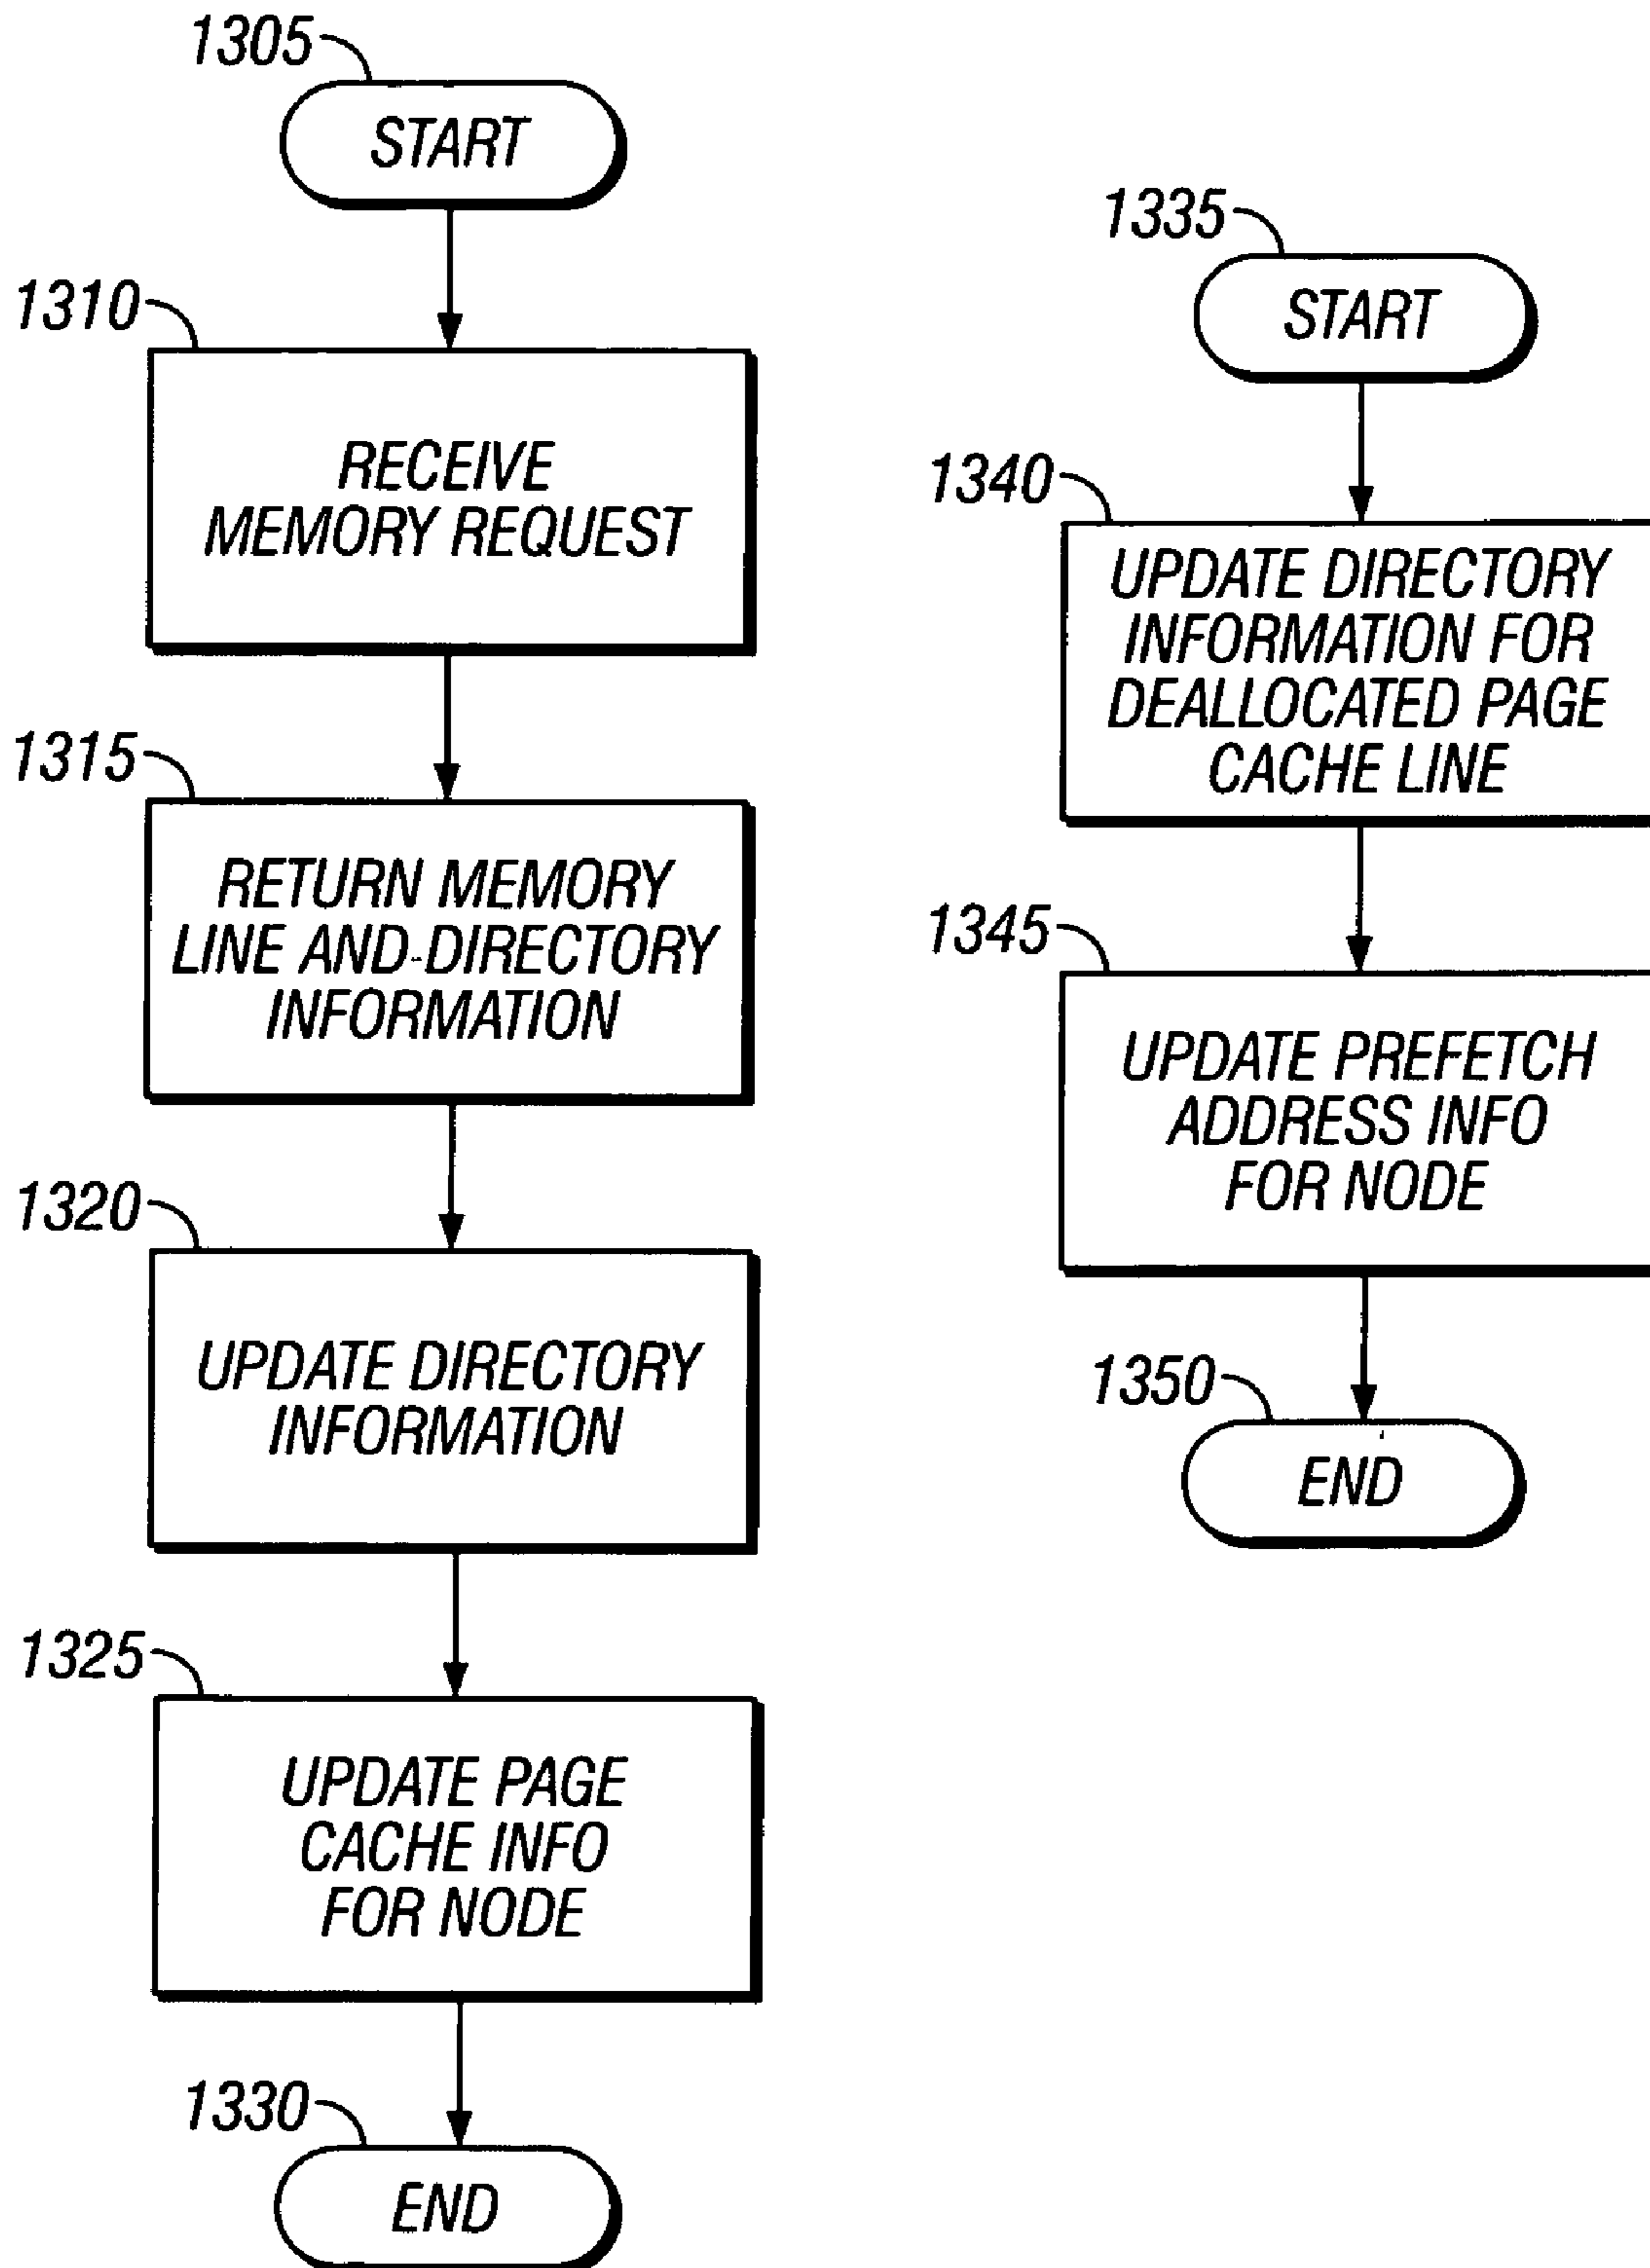 1305
START
1310
RECEIVE
MEMORY REQUEST
1315
RETURN MEMORY
LINE AND DIRECTORY
INFORMATION
1320
UPDATE DIRECTORY
INFORMATION
1325
UPDATE PAGE
CACHE INFO
FOR NODE
1330
END
1335
START
1340
UPDATE DIRECTORY
INFORMATION FOR
DEALLOCATED PAGE
CACHE LINE
1345
UPDATE PREFETCH
ADDRESS INFO
FOR NODE
1350
END